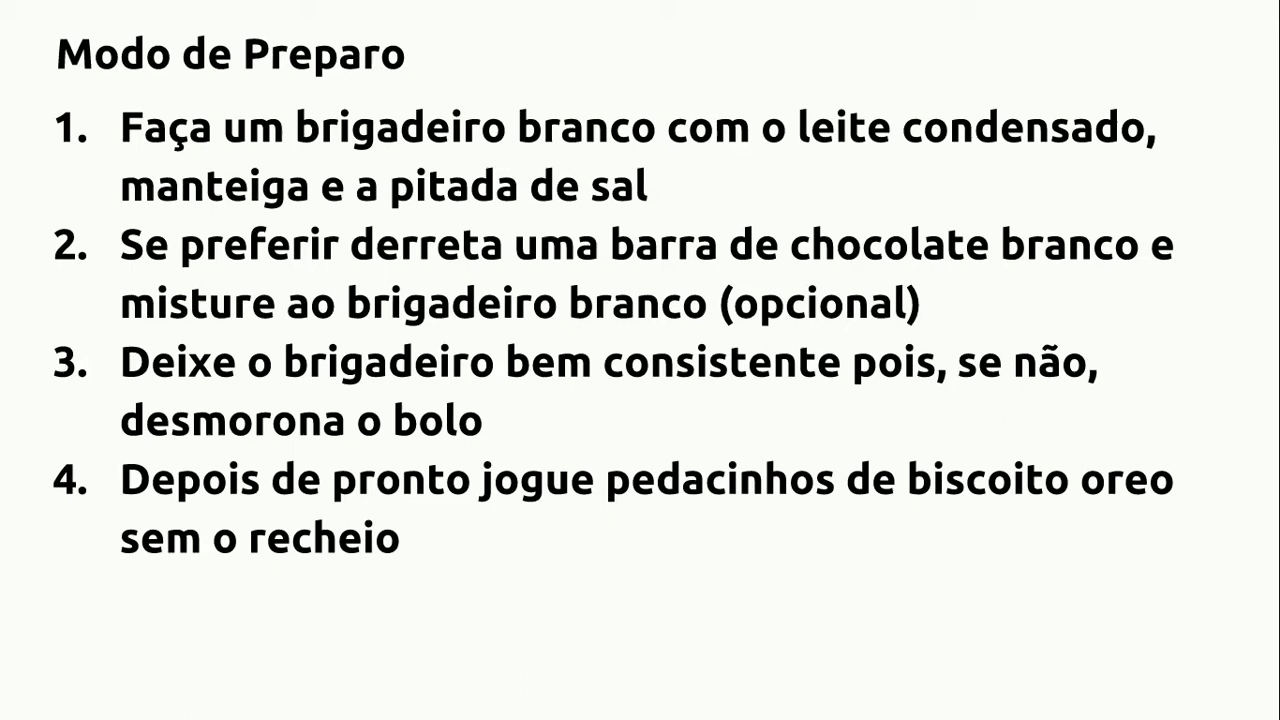 Modo de Preparo
1. Faça um brigadeiro branco com o leite condensado,
manteiga e a pitada de sal
2. Se preferir derreta uma barra de chocolate branco e
misture ao brigadeiro branco (opcional)
3. Deixe o brigadeiro bem consistente pois, se não,
desmorona o bolo
4. Depois de pronto jogue pedacinhos de biscoito oreo
sem o recheio